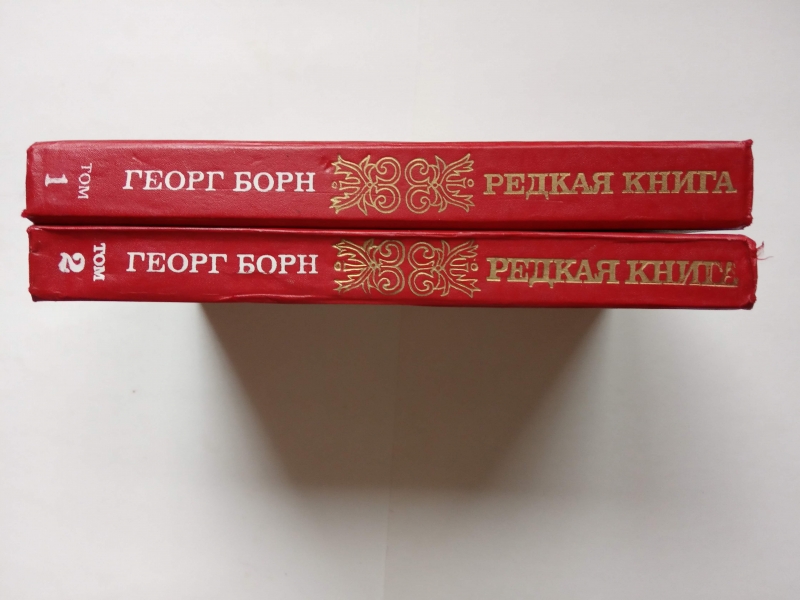 ТОМ 1 ГЕОРГ БОРН РЕДКАЯ КНИГА
ТОМ 2 ГЕОРГ БОРН РЕДКАЯ КНИГА